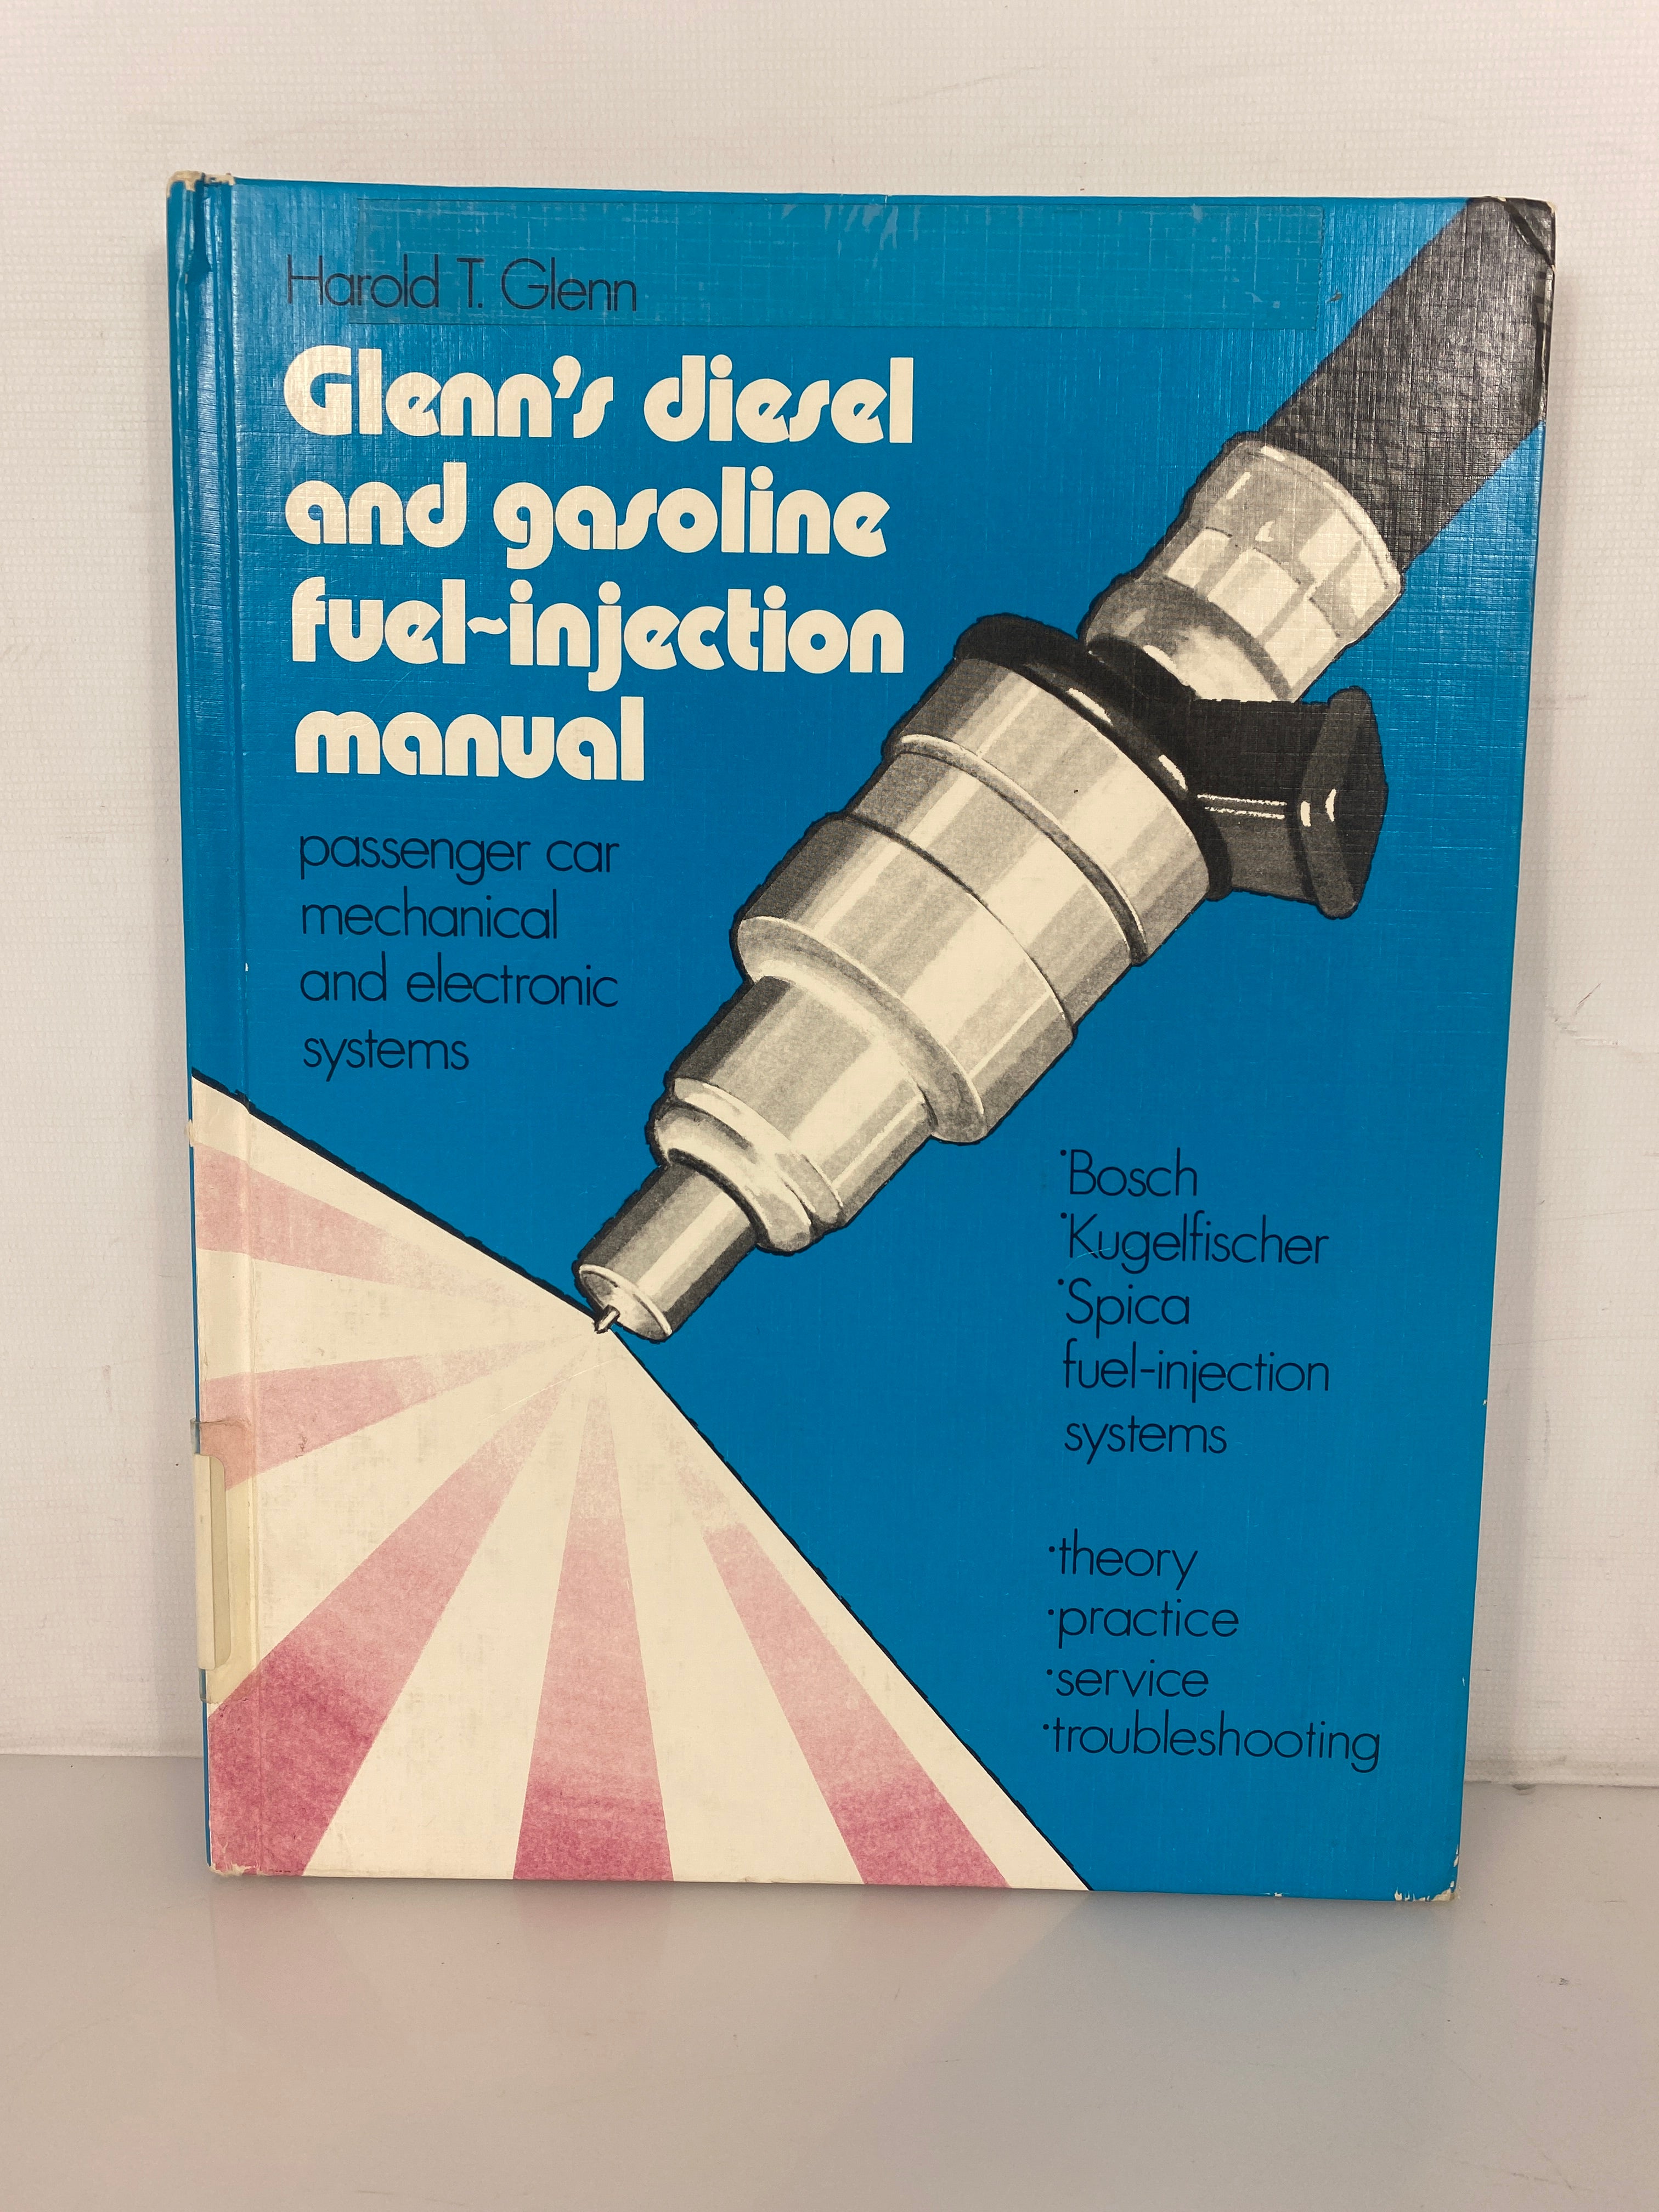 Harold T. Glenn
Glenn's diesel
and gasoline
fuel-injection
manual
passenger car
mechanical
and electronic
systems
•Bosch
•Kugelfischer
•Spica
fuel-injection
systems
•theory
•practice
•service
•troubleshooting